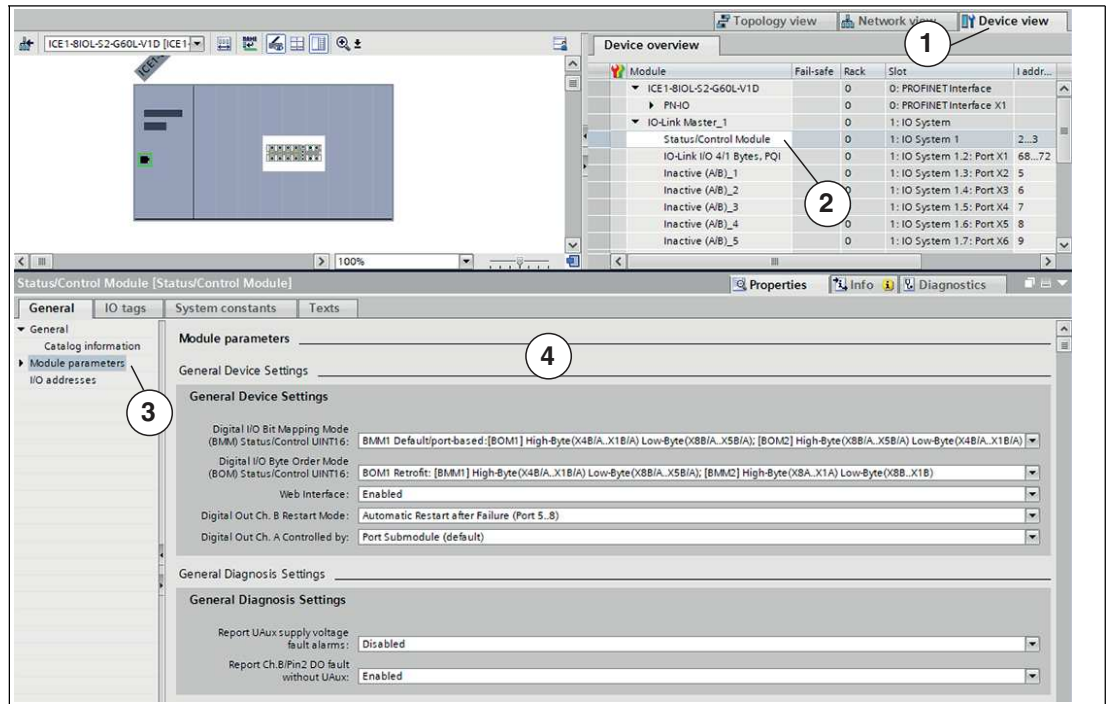 Topology view
Network view
Device view
1
ICE1-8IOL-S2-G60L-V1D [ICE1-
Device overview
Module Fail-safe Rack Slot I addr...
ICE1-8IOL-S2-G60L-V1D 0 0: PROFINET Interface
PN-IO 0 0: PROFINET Interface X1
IO-Link Master_1 0 1: IO System
Status/Control Module 0 1: IO System 1 2...3
IO-Link I/O 4/1 Bytes, PQI 0 1: IO System 1.2: Port X1 68...72
Inactive (A/B)_1 0 1: IO System 1.3: Port X2 5
Inactive (A/B)_2 0 1: IO System 1.4: Port X3 6
Inactive (A/B)_3 0 1: IO System 1.5: Port X4 7
Inactive (A/B)_4 0 1: IO System 1.6: Port X5 8
Inactive (A/B)_5 0 1: IO System 1.7: Port X6 9
2
ICE1-
100%
Status/Control Module [Status/Control Module]
Properties
Info
Diagnostics
General
IO tags
System constants
Texts
General
Catalog information
Module parameters
I/O addresses
3
Module parameters
4
General Device Settings
General Device Settings
Digital I/O Bit Mapping Mode
(BMM) Status/Control UINT16: BMM1 Default/port-based:[BOM1] High-Byte(X4B/A..X1B/A) Low-Byte(X8B/A..X5B/A); [BOM2] High-Byte(X8B/A..X5B/A) Low-Byte(X4B/A..X1B/A)
Digital I/O Byte Order Mode
(BOM) Status/Control UINT16: BOM1 Retrofit: [BMM1] High-Byte(X4B/A..X1B/A) Low-Byte(X8B/A..X5B/A); [BMM2] High-Byte(X8A..X1A) Low-Byte(X8B..X1B)
Web Interface: Enabled
Digital Out Ch. B Restart Mode: Automatic Restart after Failure (Port 5..8)
Digital Out Ch. A Controlled by: Port Submodule (default)
General Diagnosis Settings
General Diagnosis Settings
Report UAux supply voltage
fault alarms: Disabled
Report Ch.B/Pin2 DO fault
without UAux: Enabled